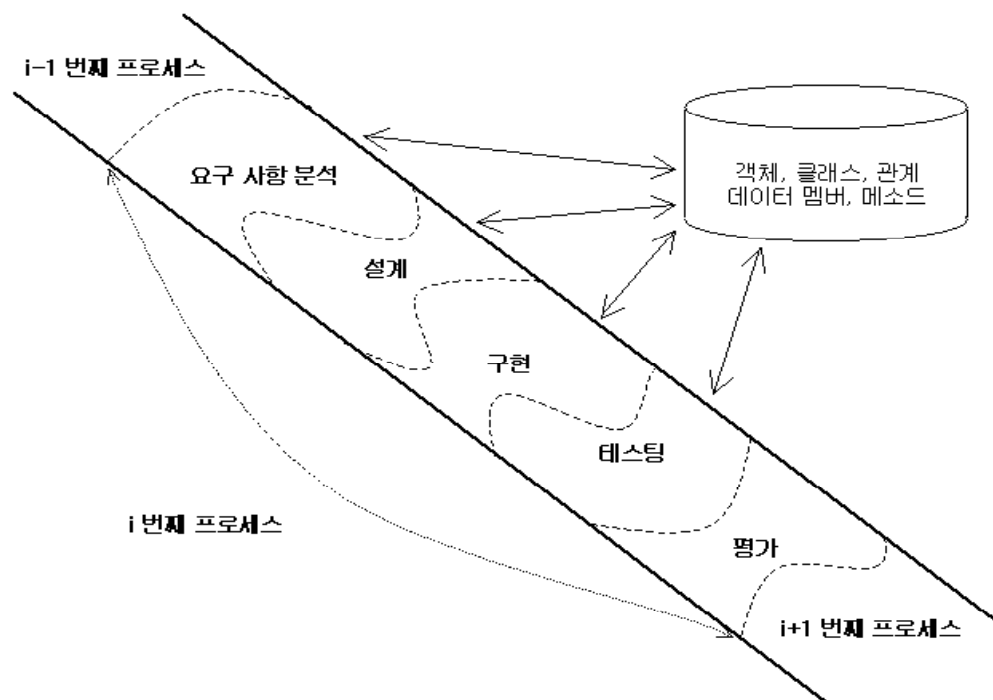 i-1 번째 프로세스
요구 사항 분석
객체, 클래스, 관계
데이터 멤버, 메소드
설계
구현
테스팅
i 번째 프로세스
평가
i+1 번째 프로세스